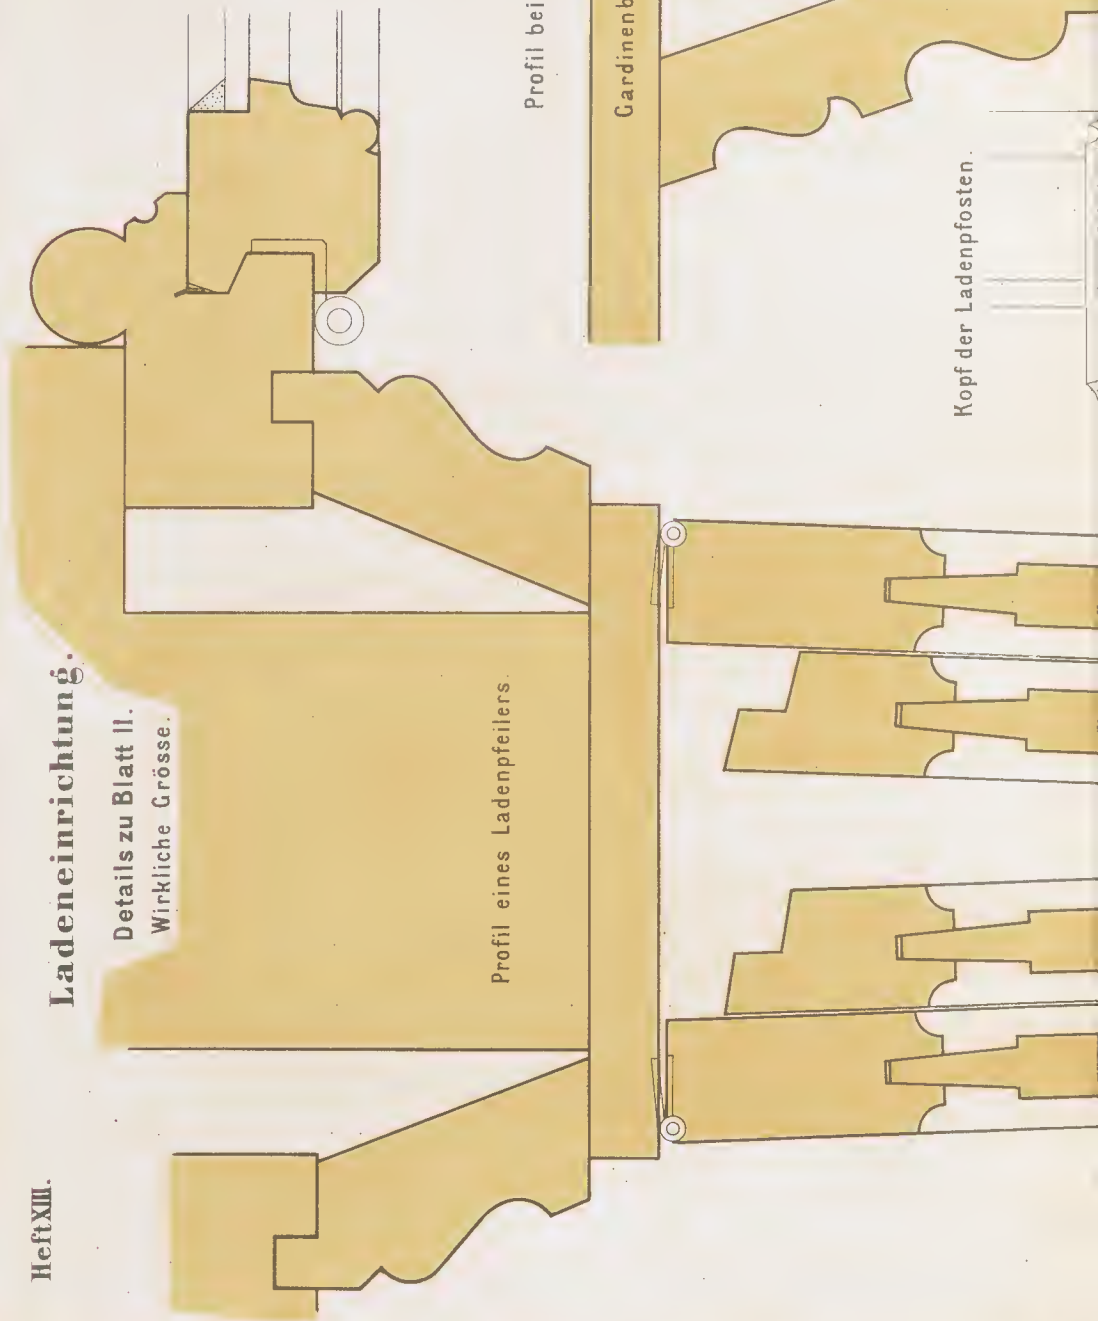 Heft XIII.
Ladeneinrichtung.
Details zu Blatt II.
Wirkliche Grösse.
Profil eines Ladenpfeilers.
Profil bei
Gardinenb
Kopf der Ladenpfosten.